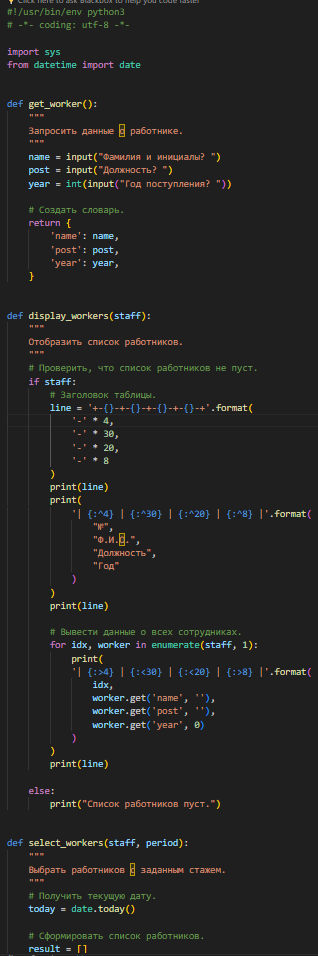 Click here to ask Blackbox to help you code faster
#!/usr/bin/env python3
# -*- coding: utf-8 -*-

import sys
from datetime import date


def get_worker():
    """
    Запросить данные о работнике.
    """
    name = input("Фамилия и инициалы? ")
    post = input("Должность? ")
    year = int(input("Год поступления? "))

    # Создать словарь.
    return {
        'name': name,
        'post': post,
        'year': year,
    }


def display_workers(staff):
    """
    Отобразить список работников.
    """
    # Проверить, что список работников не пуст.
    if staff:
        # Заголовок таблицы.
        line = '+-{}-+-{}-+-{}-+-{}-+'.format(
            '-' * 4,
            '-' * 30,
            '-' * 20,
            '-' * 8
        )
        print(line)
        print(
            '| {:^4} | {:^30} | {:^20} | {:^8} |'.format(
                "№",
                "Ф.И.О.",
                "Должность",
                "Год"
            )
        )
        print(line)

        # Вывести данные о всех сотрудниках.
        for idx, worker in enumerate(staff, 1):
            print(
            '| {:>4} | {:<30} | {:<20} | {:>8} |'.format(
                idx,
                worker.get('name', ''),
                worker.get('post', ''),
                worker.get('year', 0)
            )
        )
        print(line)

    else:
        print("Список работников пуст.")


def select_workers(staff, period):
    """
    Выбрать работников с заданным стажем.
    """
    # Получить текущую дату.
    today = date.today()

    # Сформировать список работников.
    result = []